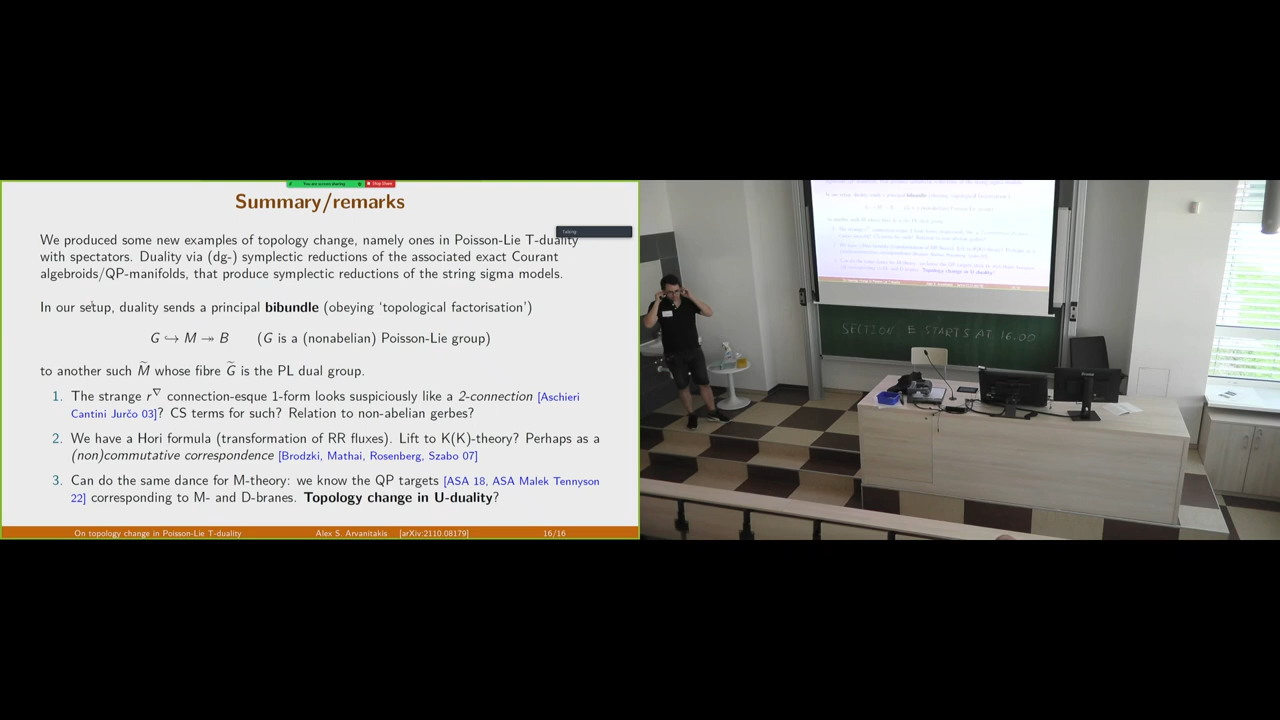 You are screen sharing
Stop Share
Summary/remarks
Talking:
We produced some new examples of topology change, namely ones in Poisson-Lie T-duality
with spectators. Duality via (dg-) symplectic reductions of the associated exact Courant
algebroids/QP-manifolds, that produce symplectic reductions of the string sigma models.
In our setup, duality sends a principal bibundle (obeying ‘topological factorisation’)
G ↪ M ↠ B (G is a (nonabelian) Poisson-Lie group)
to another such M̃ whose fibre G̃ is the PL dual group.
1. The strange r^∇ connection-esque 1-form looks suspiciously like a 2-connection [Aschieri
Cantini Jurčo 03]? CS terms for such? Relation to non-abelian gerbes?
2. We have a Hori formula (transformation of RR fluxes). Lift to K(K)-theory? Perhaps as a
(non)commutative correspondence [Brodzki, Mathai, Rosenberg, Szabo 07]
3. Can do the same dance for M-theory: we know the QP targets [ASA 18, ASA Malek Tennyson
22] corresponding to M- and D-branes. Topology change in U-duality?
On topology change in Poisson-Lie T-duality Alex S. Arvanitakis [arXiv:2110.08179] 16/16
SECTION E STARTS AT 16.00